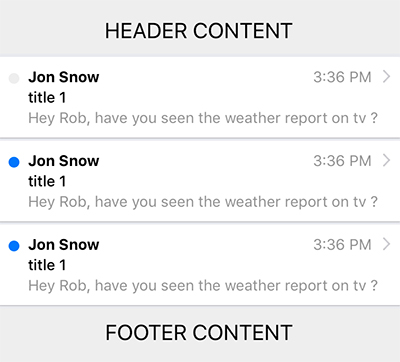 HEADER CONTENT
Jon Snow 3:36 PM
title 1
Hey Rob, have you seen the weather report on tv ?
Jon Snow 3:36 PM
title 1
Hey Rob, have you seen the weather report on tv ?
Jon Snow 3:36 PM
title 1
Hey Rob, have you seen the weather report on tv ?
FOOTER CONTENT